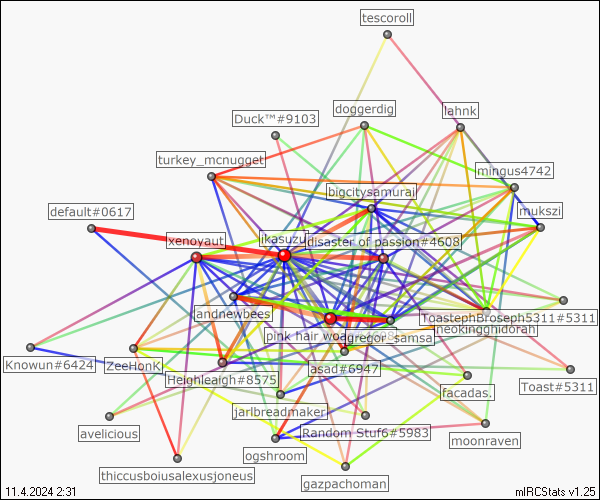 tescoroll
doggerdig
lahnk
Duck™#9103
turkey_mcnugget
mingus4742
bigcitysamurai
default#0617
mukszi
xenoyaut
ikasuzu
disaster of passion#4608
andnewbees
ToastephBroseph5311#5311
pink hair woa
gregor_samsa
neokingghidorah
Knowun#6424
ZeeHonK
asad#6947
Heighleaigh#8575
Toast#5311
facadas.
jarlbreadmaker
avelicious
Random Stuf6#5983
moonraven
ogshroom
thiccusboiusalexusjoneus
gazpachoman
11.4.2024 2:31
mIRCStats v1.25